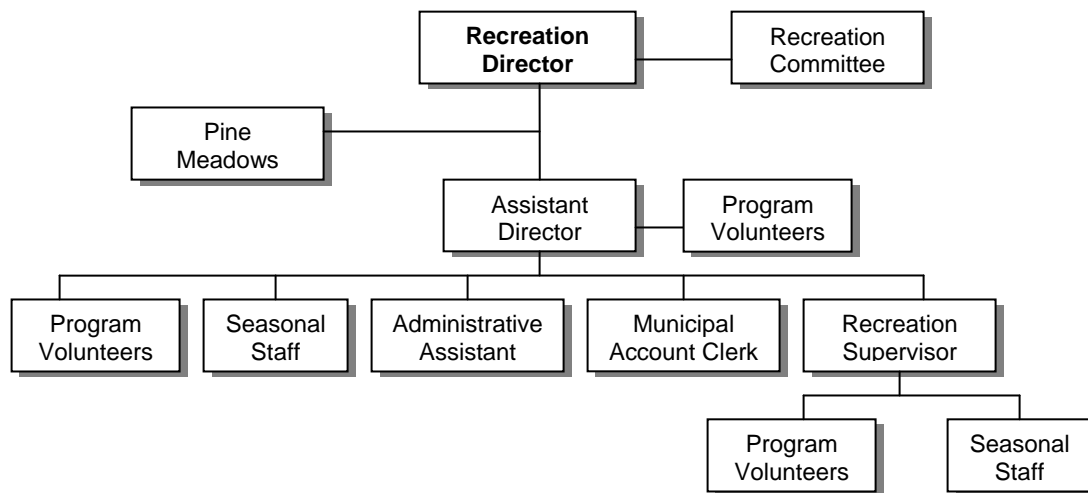 Recreation
Director
Recreation
Committee
Pine
Meadows
Assistant
Director
Program
Volunteers
Program
Volunteers
Seasonal
Staff
Administrative
Assistant
Municipal
Account Clerk
Recreation
Supervisor
Program
Volunteers
Seasonal
Staff